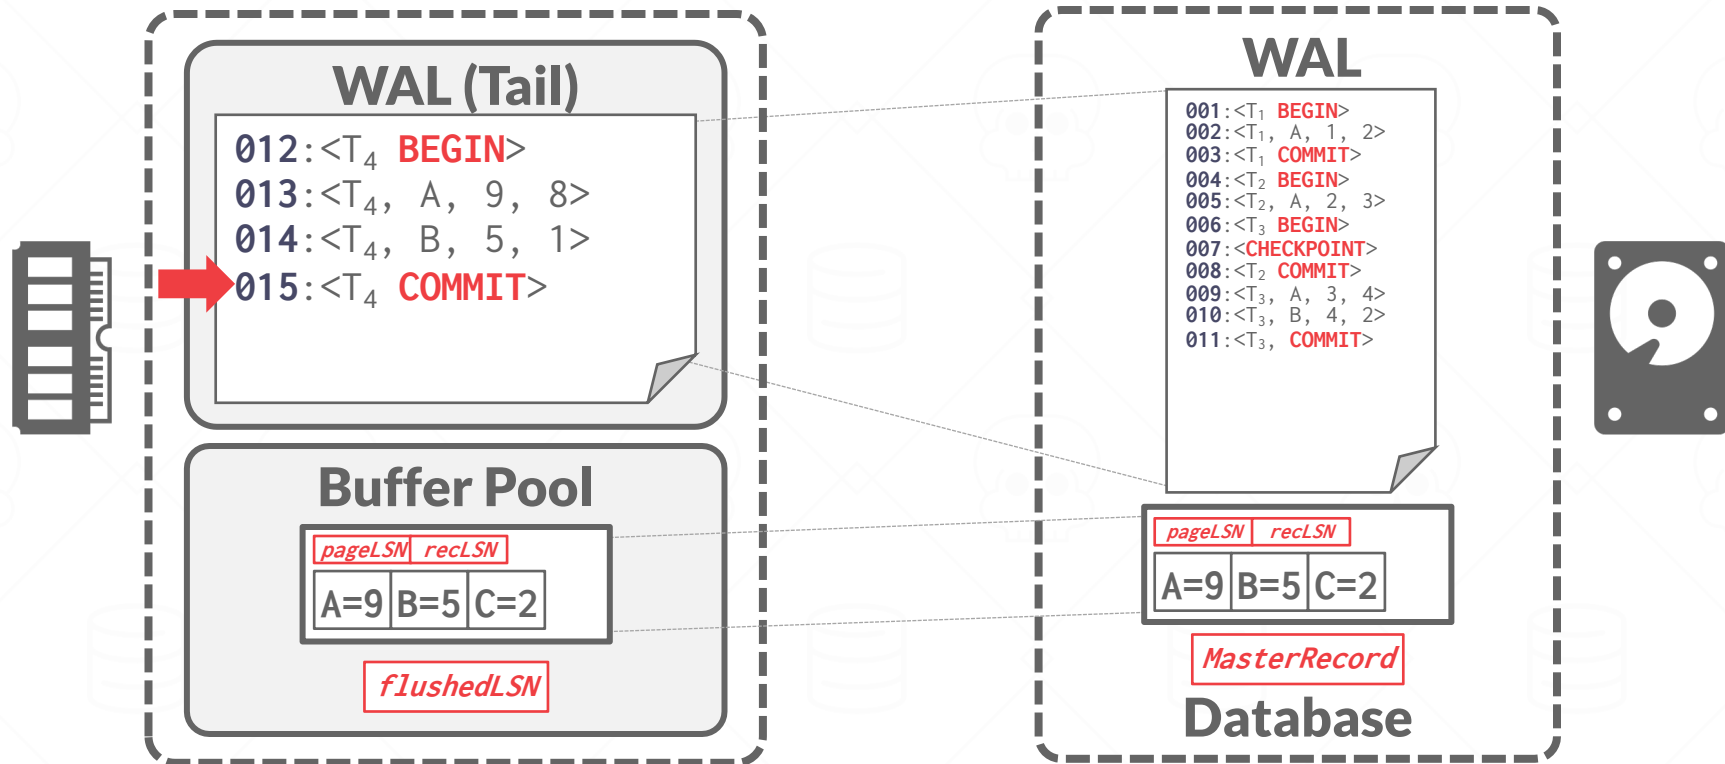 WAL (Tail)
012:<T4 BEGIN>
013:<T4, A, 9, 8>
014:<T4, B, 5, 1>
015:<T4 COMMIT>
Buffer Pool
pageLSN recLSN
A=9 B=5 C=2
flushedLSN
WAL
001:<T1 BEGIN>
002:<T1, A, 1, 2>
003:<T1 COMMIT>
004:<T2 BEGIN>
005:<T2, A, 2, 3>
006:<T3 BEGIN>
007:<CHECKPOINT>
008:<T2 COMMIT>
009:<T3, A, 3, 4>
010:<T3, B, 4, 2>
011:<T3, COMMIT>
pageLSN recLSN
A=9 B=5 C=2
MasterRecord
Database